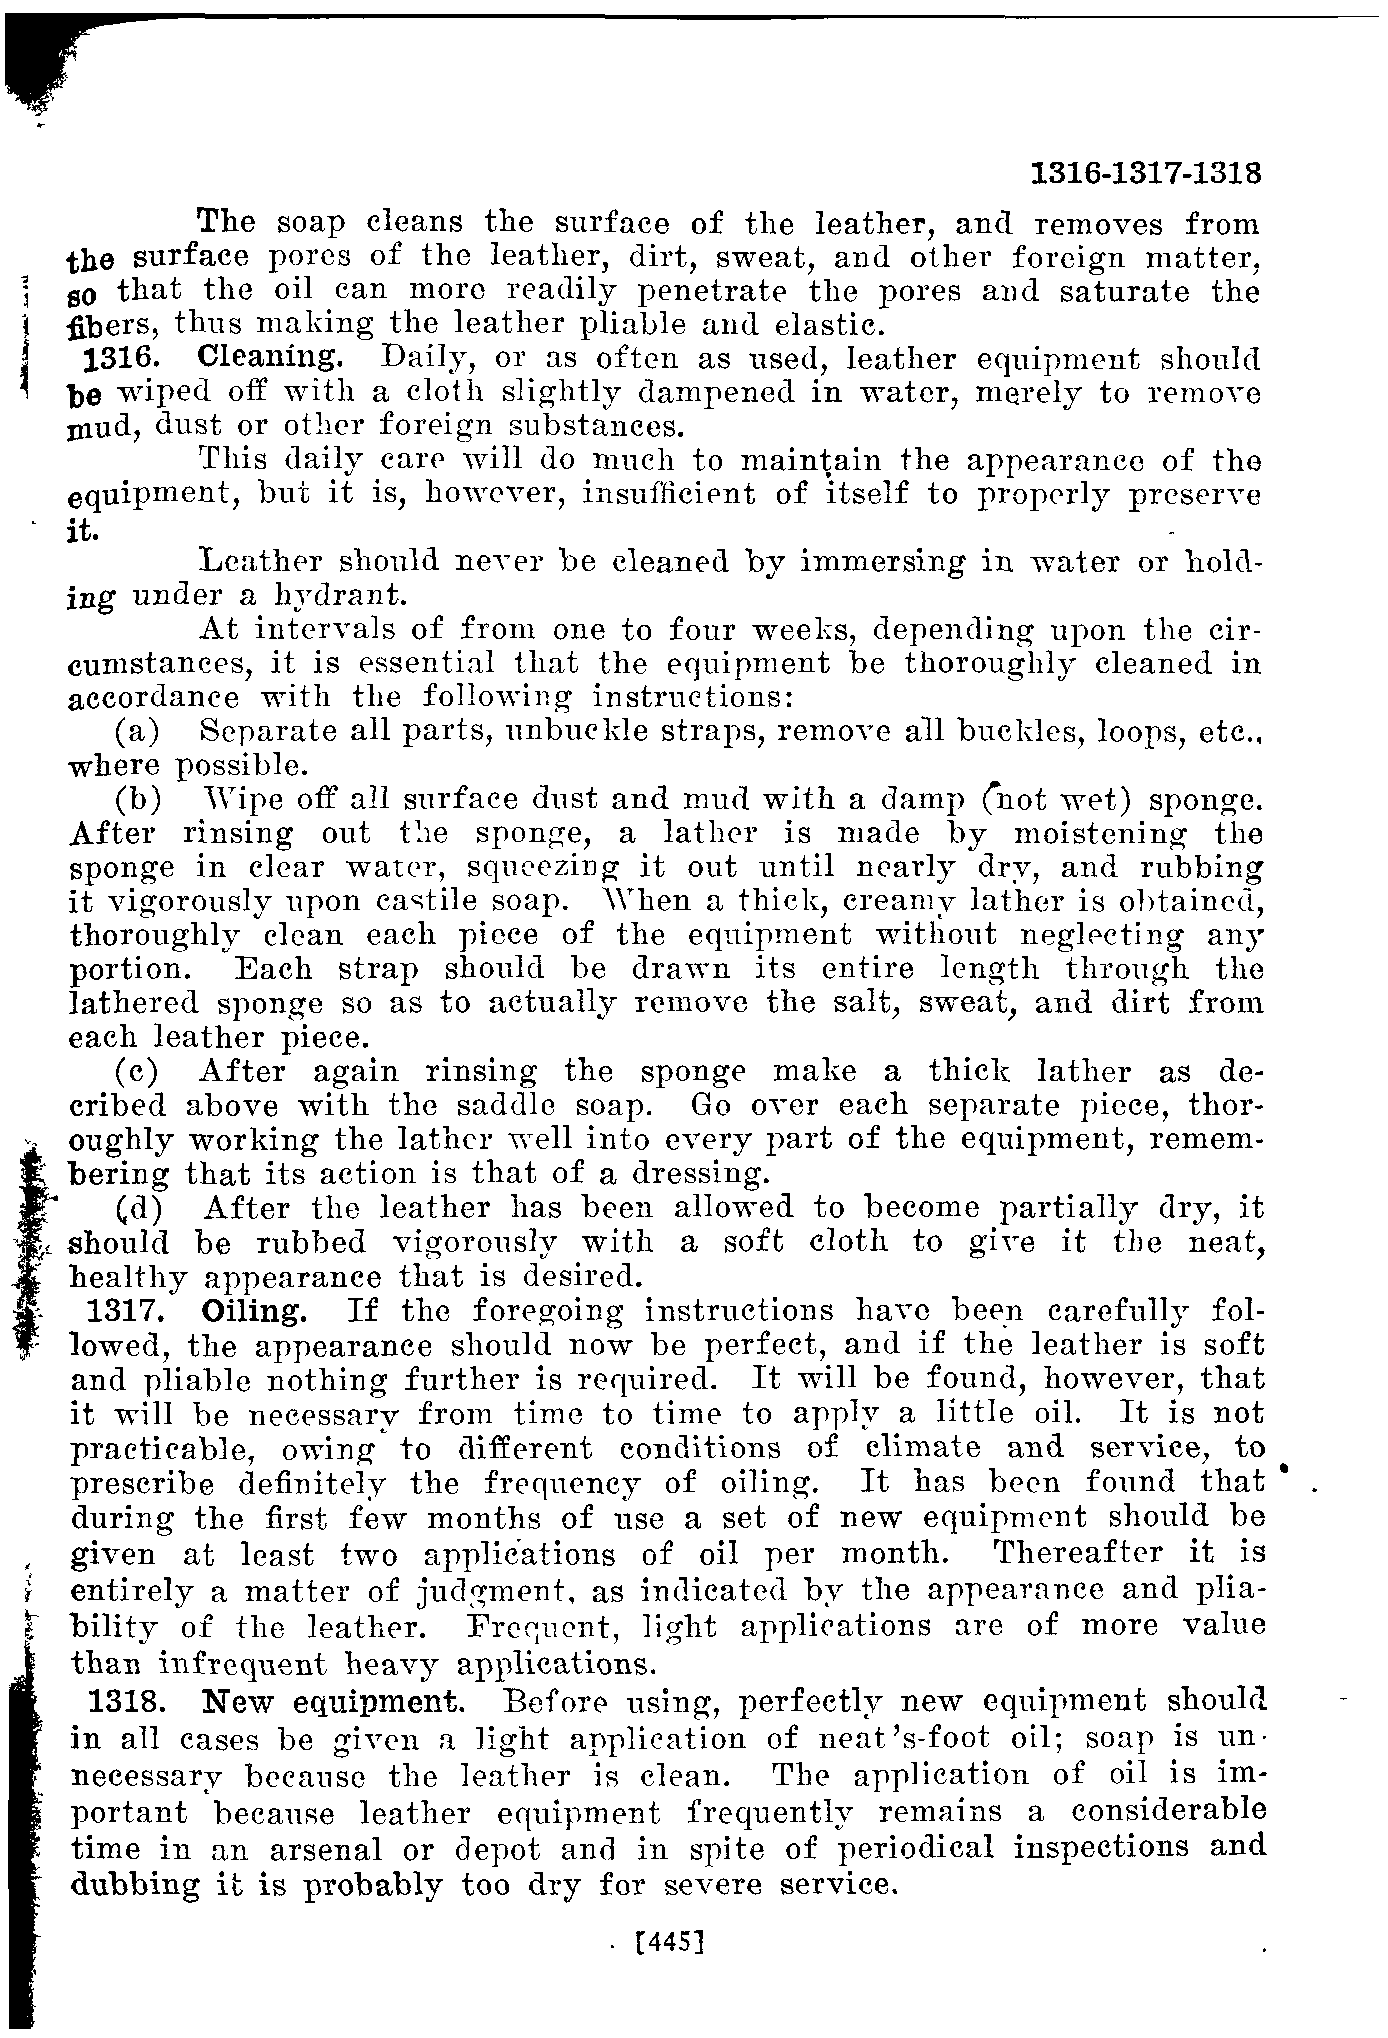 1316-1317-1318
The soap cleans the surface of the leather, and removes from
the surface pores of the leather, dirt, sweat, and other foreign matter,
so that the oil can more readily penetrate the pores and saturate the
fibers, thus making the leather pliable and elastic.
1316. Cleaning. Daily, or as often as used, leather equipment should
be wiped off with a cloth slightly dampened in water, merely to remove
mud, dust or other foreign substances.
This daily care will do much to maintain the appearance of the
equipment, but it is, however, insufficient of itself to properly preserve
it.
Leather should never be cleaned by immersing in water or hold-
ing under a hydrant.
At intervals of from one to four weeks, depending upon the cir-
cumstances, it is essential that the equipment be thoroughly cleaned in
accordance with the following instructions:
(a) Separate all parts, unbuckle straps, remove all buckles, loops, etc.,
where possible.
(b) Wipe off all surface dust and mud with a damp (not wet) sponge.
After rinsing out the sponge, a lather is made by moistening the
sponge in clear water, squeezing it out until nearly dry, and rubbing
it vigorously upon castile soap. When a thick, creamy lather is obtained,
thoroughly clean each piece of the equipment without neglecting any
portion. Each strap should be drawn its entire length through the
lathered sponge so as to actually remove the salt, sweat, and dirt from
each leather piece.
(c) After again rinsing the sponge make a thick lather as de-
cribed above with the saddle soap. Go over each separate piece, thor-
oughly working the lather well into every part of the equipment, remem-
bering that its action is that of a dressing.
(d) After the leather has been allowed to become partially dry, it
should be rubbed vigorously with a soft cloth to give it the neat,
healthy appearance that is desired.
1317. Oiling. If the foregoing instructions have been carefully fol-
lowed, the appearance should now be perfect, and if the leather is soft
and pliable nothing further is required. It will be found, however, that
it will be necessary from time to time to apply a little oil. It is not
practicable, owing to different conditions of climate and service, to
prescribe definitely the frequency of oiling. It has been found that
during the first few months of use a set of new equipment should be
given at least two applications of oil per month. Thereafter it is
entirely a matter of judgment, as indicated by the appearance and plia-
bility of the leather. Frequent, light applications are of more value
than infrequent heavy applications.
1318. New equipment. Before using, perfectly new equipment should
in all cases be given a light application of neat's-foot oil; soap is un-
necessary because the leather is clean. The application of oil is im-
portant because leather equipment frequently remains a considerable
time in an arsenal or depot and in spite of periodical inspections and
dubbing it is probably too dry for severe service.
[445]